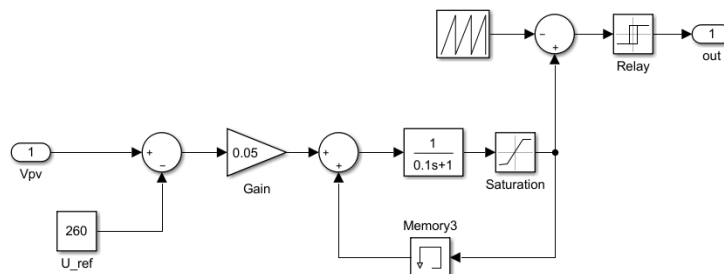 1
Vpv
260
U_ref
+
−
0.05
Gain
+
+
1
0.1s+1
Saturation
Memory3
−
+
Relay
1
out